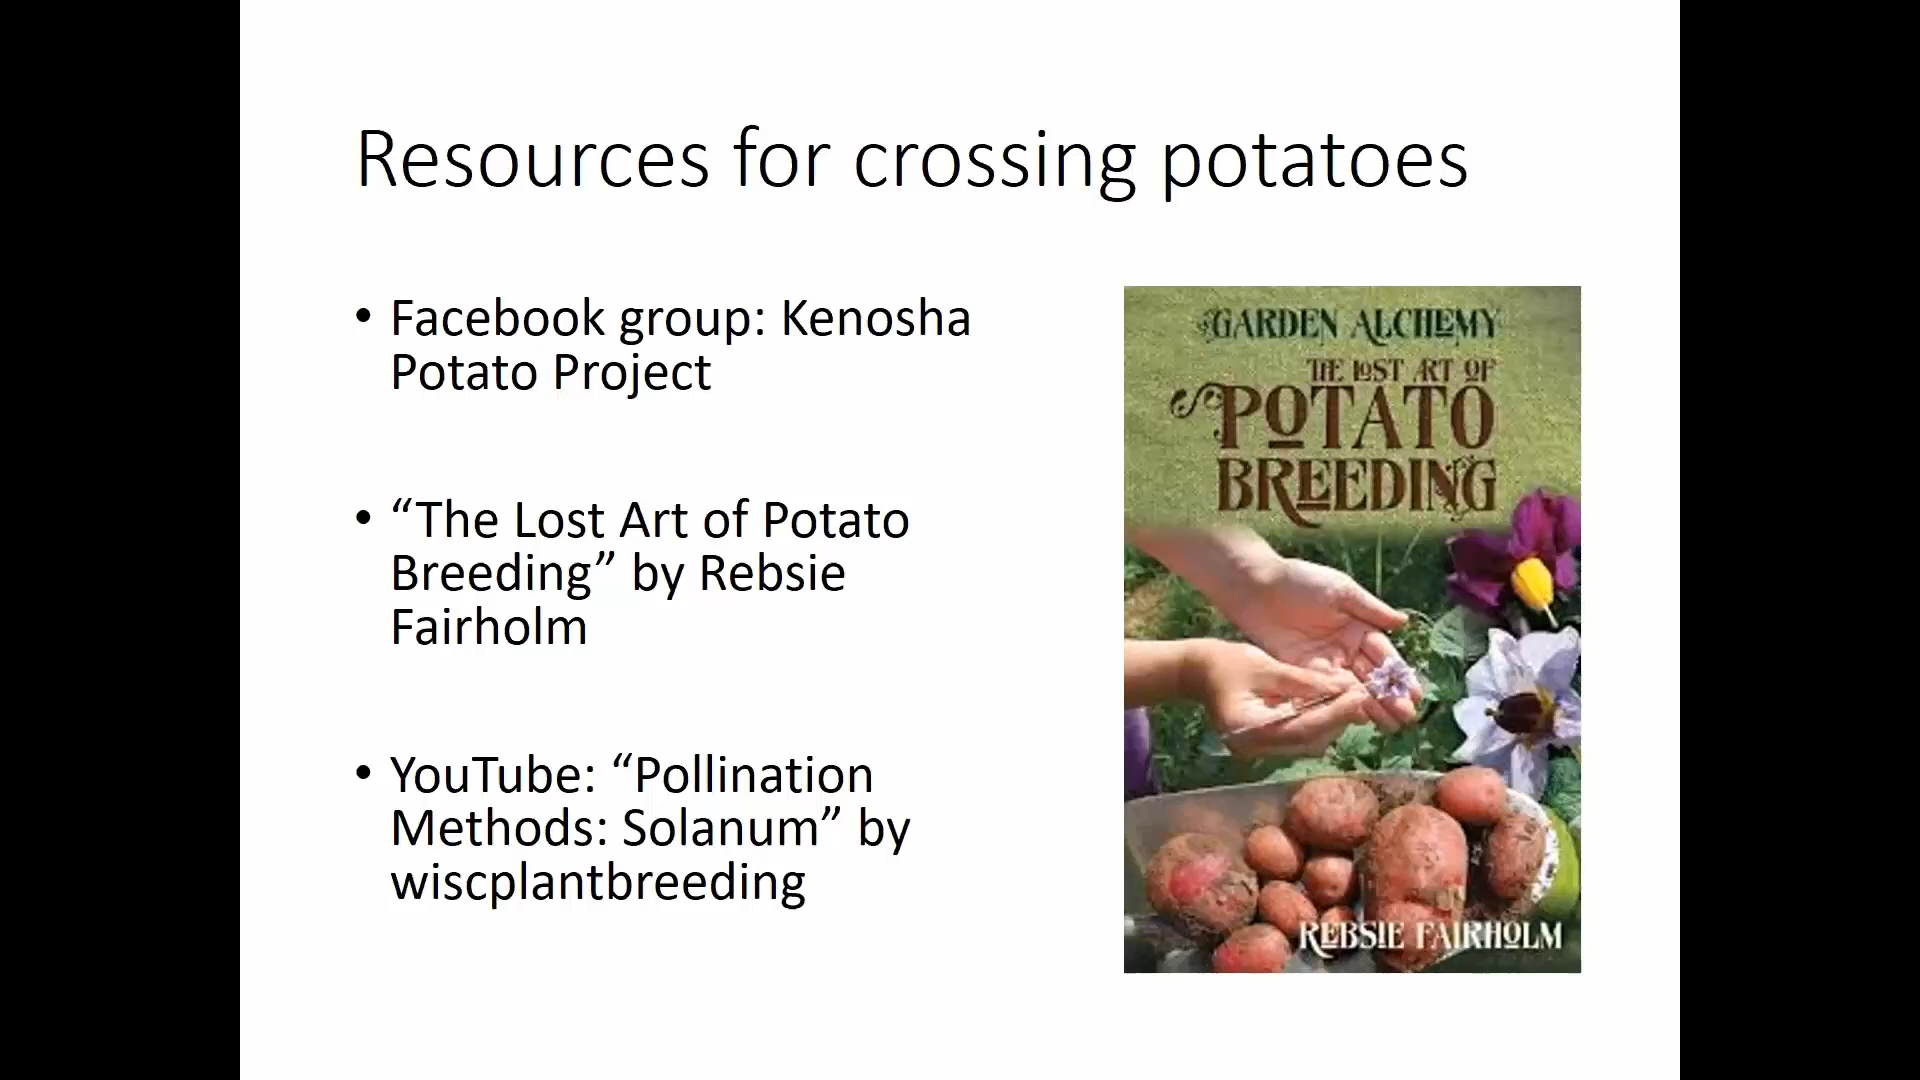 Resources for crossing potatoes
• Facebook group: Kenosha
Potato Project
• “The Lost Art of Potato
Breeding” by Rebsie
Fairholm
• YouTube: “Pollination
Methods: Solanum” by
wiscplantbreeding
GARDEN ALCHEMY
THE LOST ART OF
POTATO
BREEDING
REBSIE FAIRHOLM